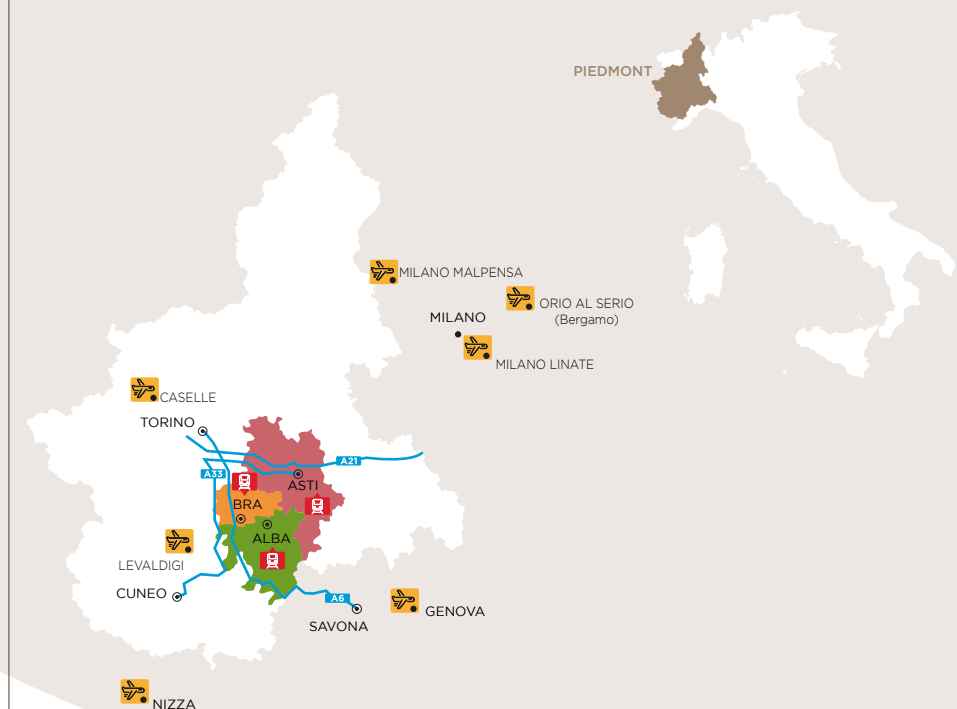 PIEDMONT
MILANO MALPENSA
ORIO AL SERIO
(Bergamo)
MILANO
MILANO LINATE
CASELLE
TORINO
A21
A33
ASTI
BRA
ALBA
LEVALDIGI
CUNEO
A6
GENOVA
SAVONA
NIZZA